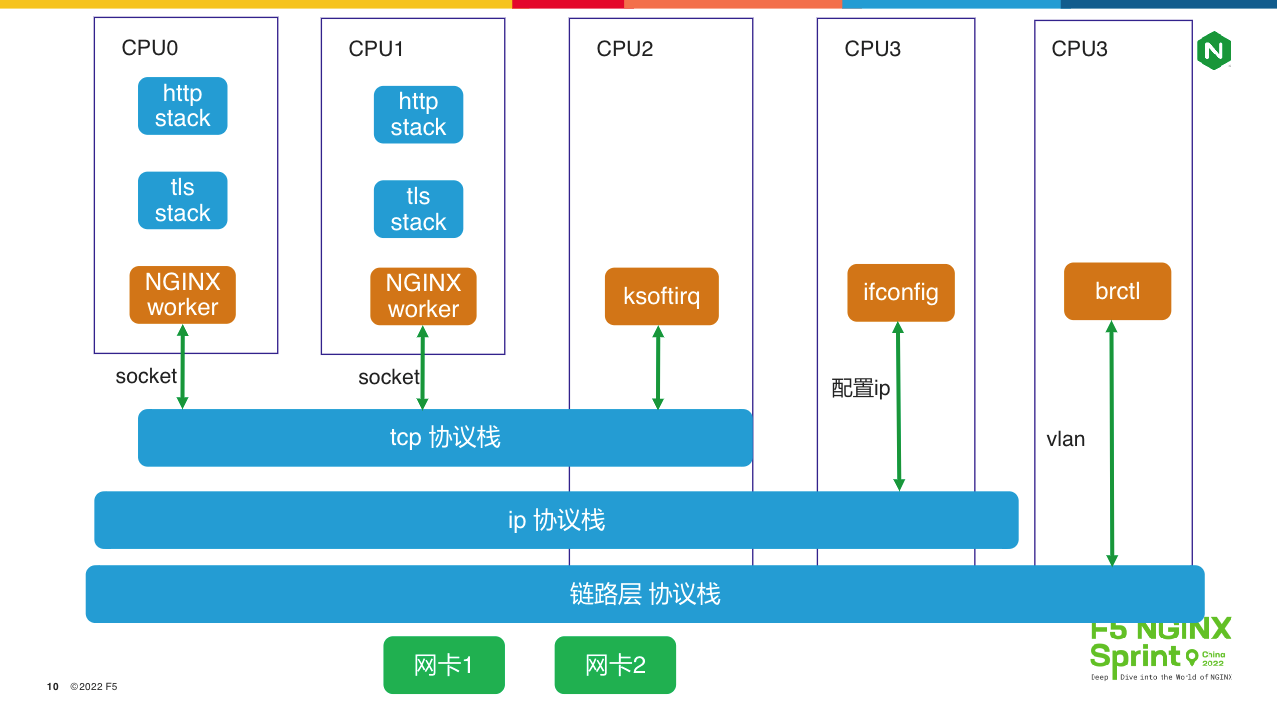 CPU0
CPU1
CPU2
CPU3
CPU3
http
stack
http
stack
tls
stack
tls
stack
NGINX
worker
NGINX
worker
ksoftirq
ifconfig
brctl
socket
socket
配置ip
vlan
tcp 协议栈
ip 协议栈
链路层 协议栈
网卡1
网卡2
F5 NGINX
Sprint China
2022
Deep Dive into the World of NGINX
10 ©2022 F5
N